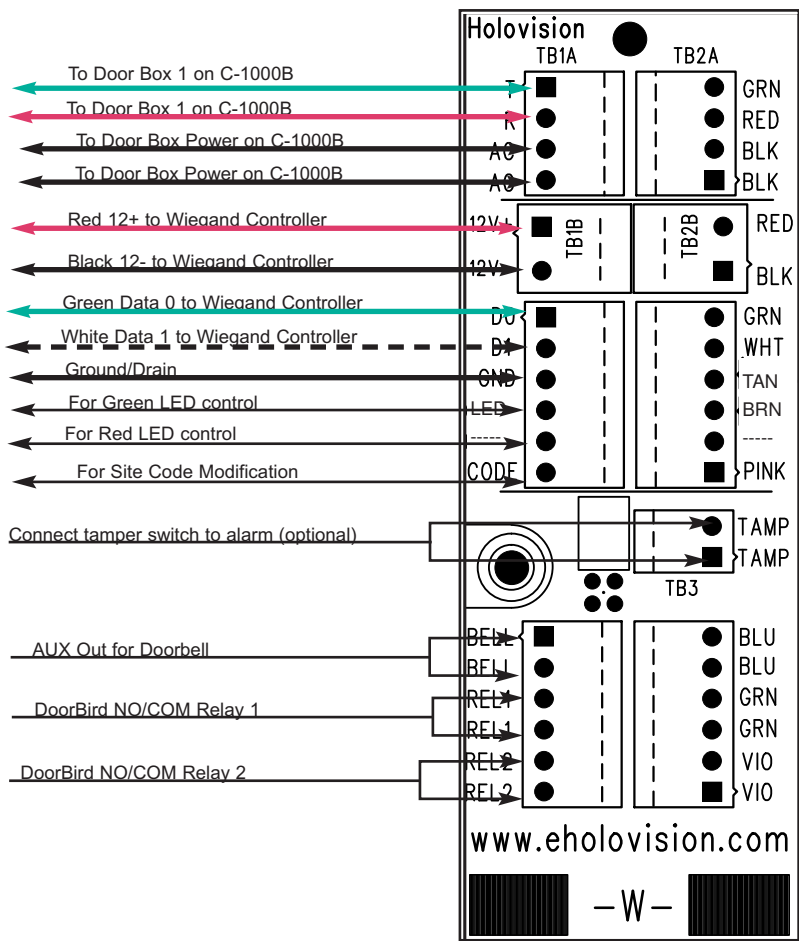 Holovision
TB1A
TB2A
To Door Box 1 on C-1000B
T
GRN
To Door Box 1 on C-1000B
R
RED
To Door Box Power on C-1000B
AC
BLK
To Door Box Power on C-1000B
AC
BLK
Red 12+ to Wiegand Controller
12V+
TB1B
TB2B
RED
Black 12- to Wiegand Controller
12V-
BLK
Green Data 0 to Wiegand Controller
D0
GRN
White Data 1 to Wiegand Controller
D1
WHT
Ground/Drain
GND
TAN
For Green LED control
LED
BRN
For Red LED control
-----
-----
For Site Code Modification
CODE
PINK
Connect tamper switch to alarm (optional)
TAMP
TAMP
TB3
AUX Out for Doorbell
BELL
BLU
BELL
BLU
DoorBird NO/COM Relay 1
REL1
GRN
REL1
GRN
DoorBird NO/COM Relay 2
REL2
VIO
REL2
VIO
www.eholovision.com
–W–